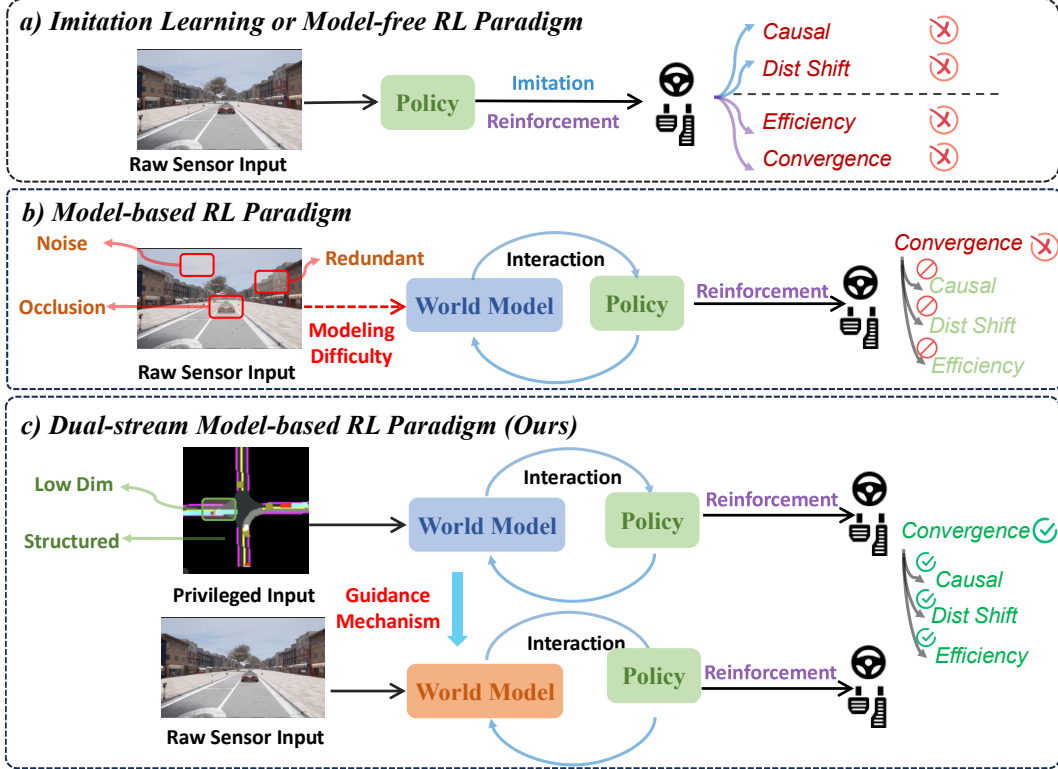 a) Imitation Learning or Model-free RL Paradigm
Raw Sensor Input
Policy
Imitation
Reinforcement
Causal
Dist Shift
Efficiency
Convergence
b) Model-based RL Paradigm
Noise
Occlusion
Redundant
Raw Sensor Input
Modeling
Difficulty
World Model
Interaction
Policy
Reinforcement
Convergence
Causal
Dist Shift
Efficiency
c) Dual-stream Model-based RL Paradigm (Ours)
Low Dim
Structured
Privileged Input
World Model
Interaction
Policy
Reinforcement
Guidance
Mechanism
Raw Sensor Input
World Model
Interaction
Policy
Reinforcement
Convergence
Causal
Dist Shift
Efficiency